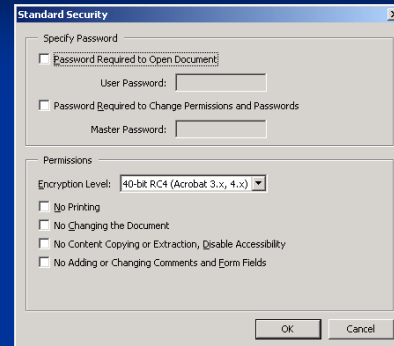 Standard Security
Specify Password
Password Required to Open Document
User Password:
Password Required to Change Permissions and Passwords
Master Password:
Permissions
Encryption Level: 40-bit RC4 (Acrobat 3.x, 4.x)
No Printing
No Changing the Document
No Content Copying or Extraction, Disable Accessibility
No Adding or Changing Comments and Form Fields
OK Cancel